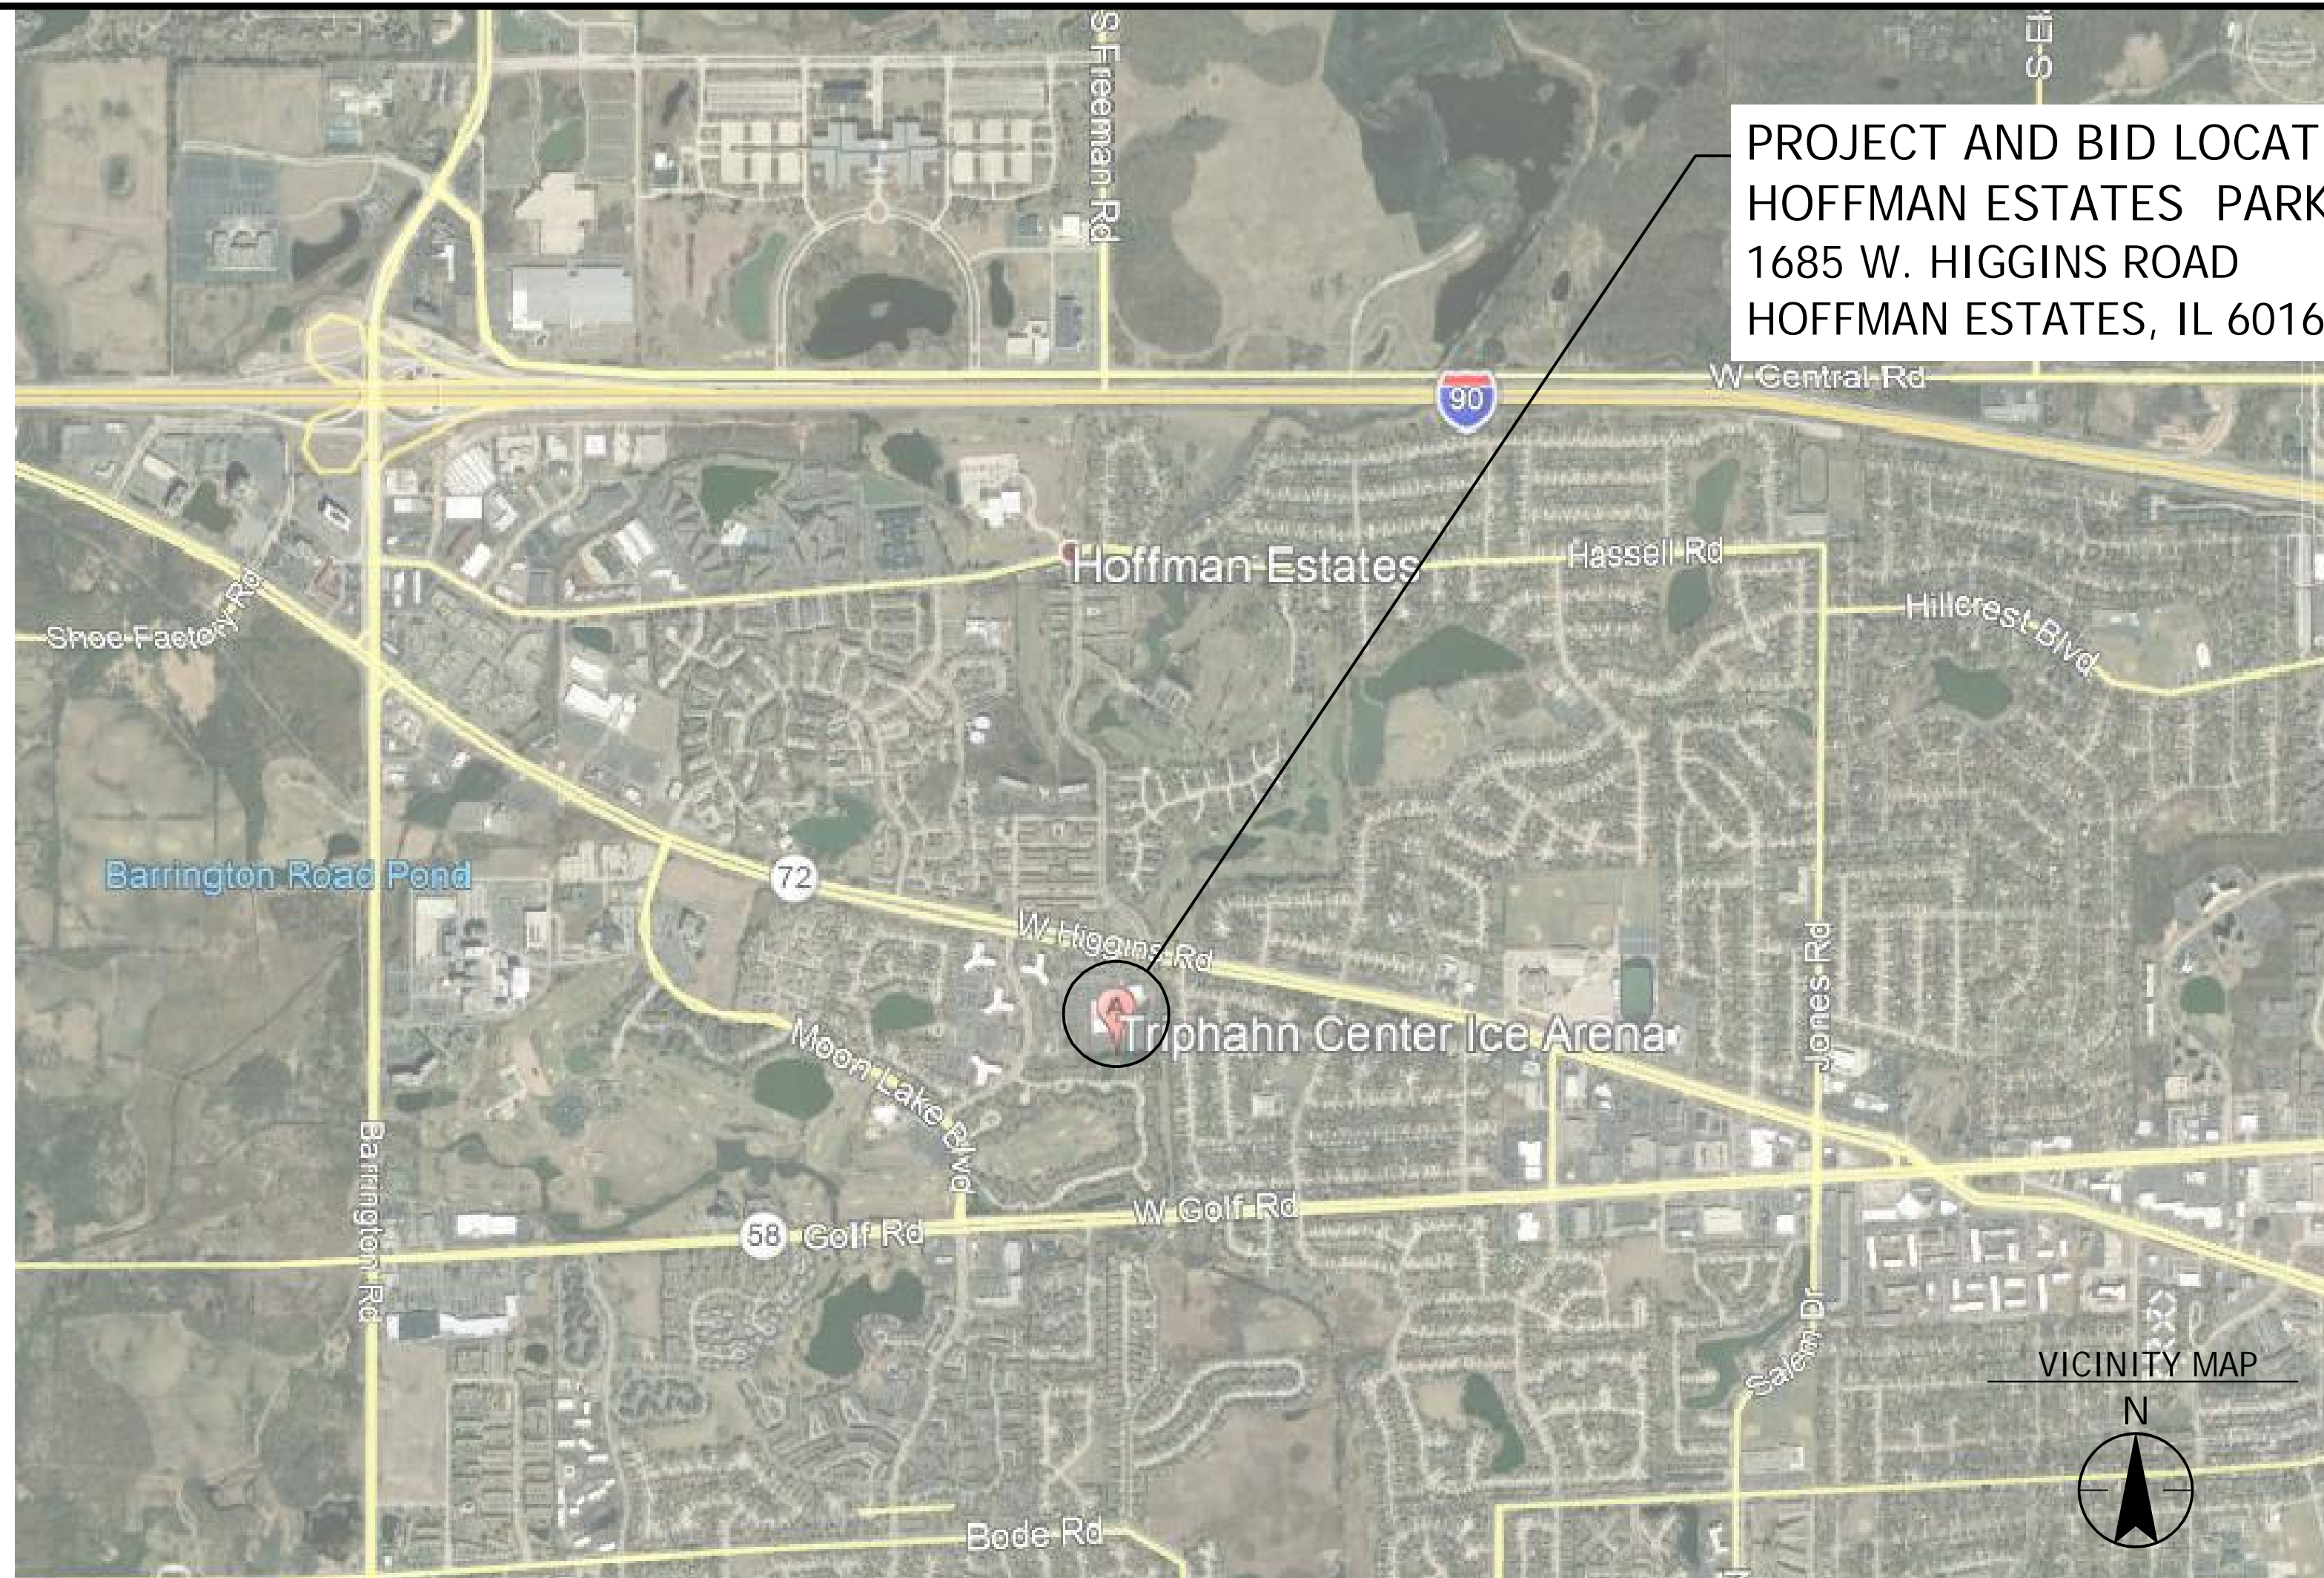 S Freeman Rd
S El
PROJECT AND BID LOCAT
HOFFMAN ESTATES PARK
1685 W. HIGGINS ROAD
HOFFMAN ESTATES, IL 6016
W Central Rd
90
Hoffman Estates
Hassell Rd
Hillcrest Blvd
Shoe Factory Rd
Barrington Road Pond
72
W Higgins Rd
Jones Rd
A
Triphahn Center Ice Arena
Moon Lake Blvd
Barrington Rd
58
Golf Rd
W Golf Rd
Salem Dr
VICINITY MAP
N
Bode Rd